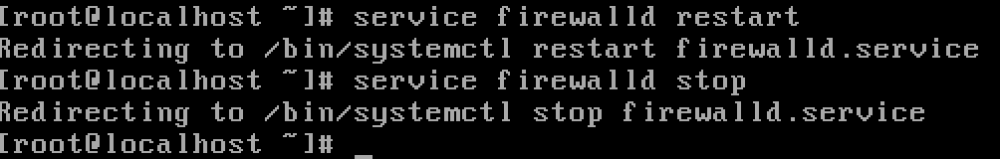 [root@localhost ~]# service firewalld restart
Redirecting to /bin/systemctl restart firewalld.service
[root@localhost ~]# service firewalld stop
Redirecting to /bin/systemctl stop firewalld.service
[root@localhost ~]# _